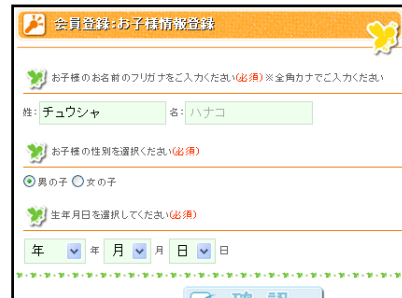 会員登録:お子様情報登録
お子様のお名前のフリガナをご入力ください(必須)※全角カナでご入力ください
姓: チュウシャ 名: ハナコ
お子様の性別を選択ください(必須)
男の子 女の子
生年月日を選択してください(必須)
年 年 月 月 日 日
確認